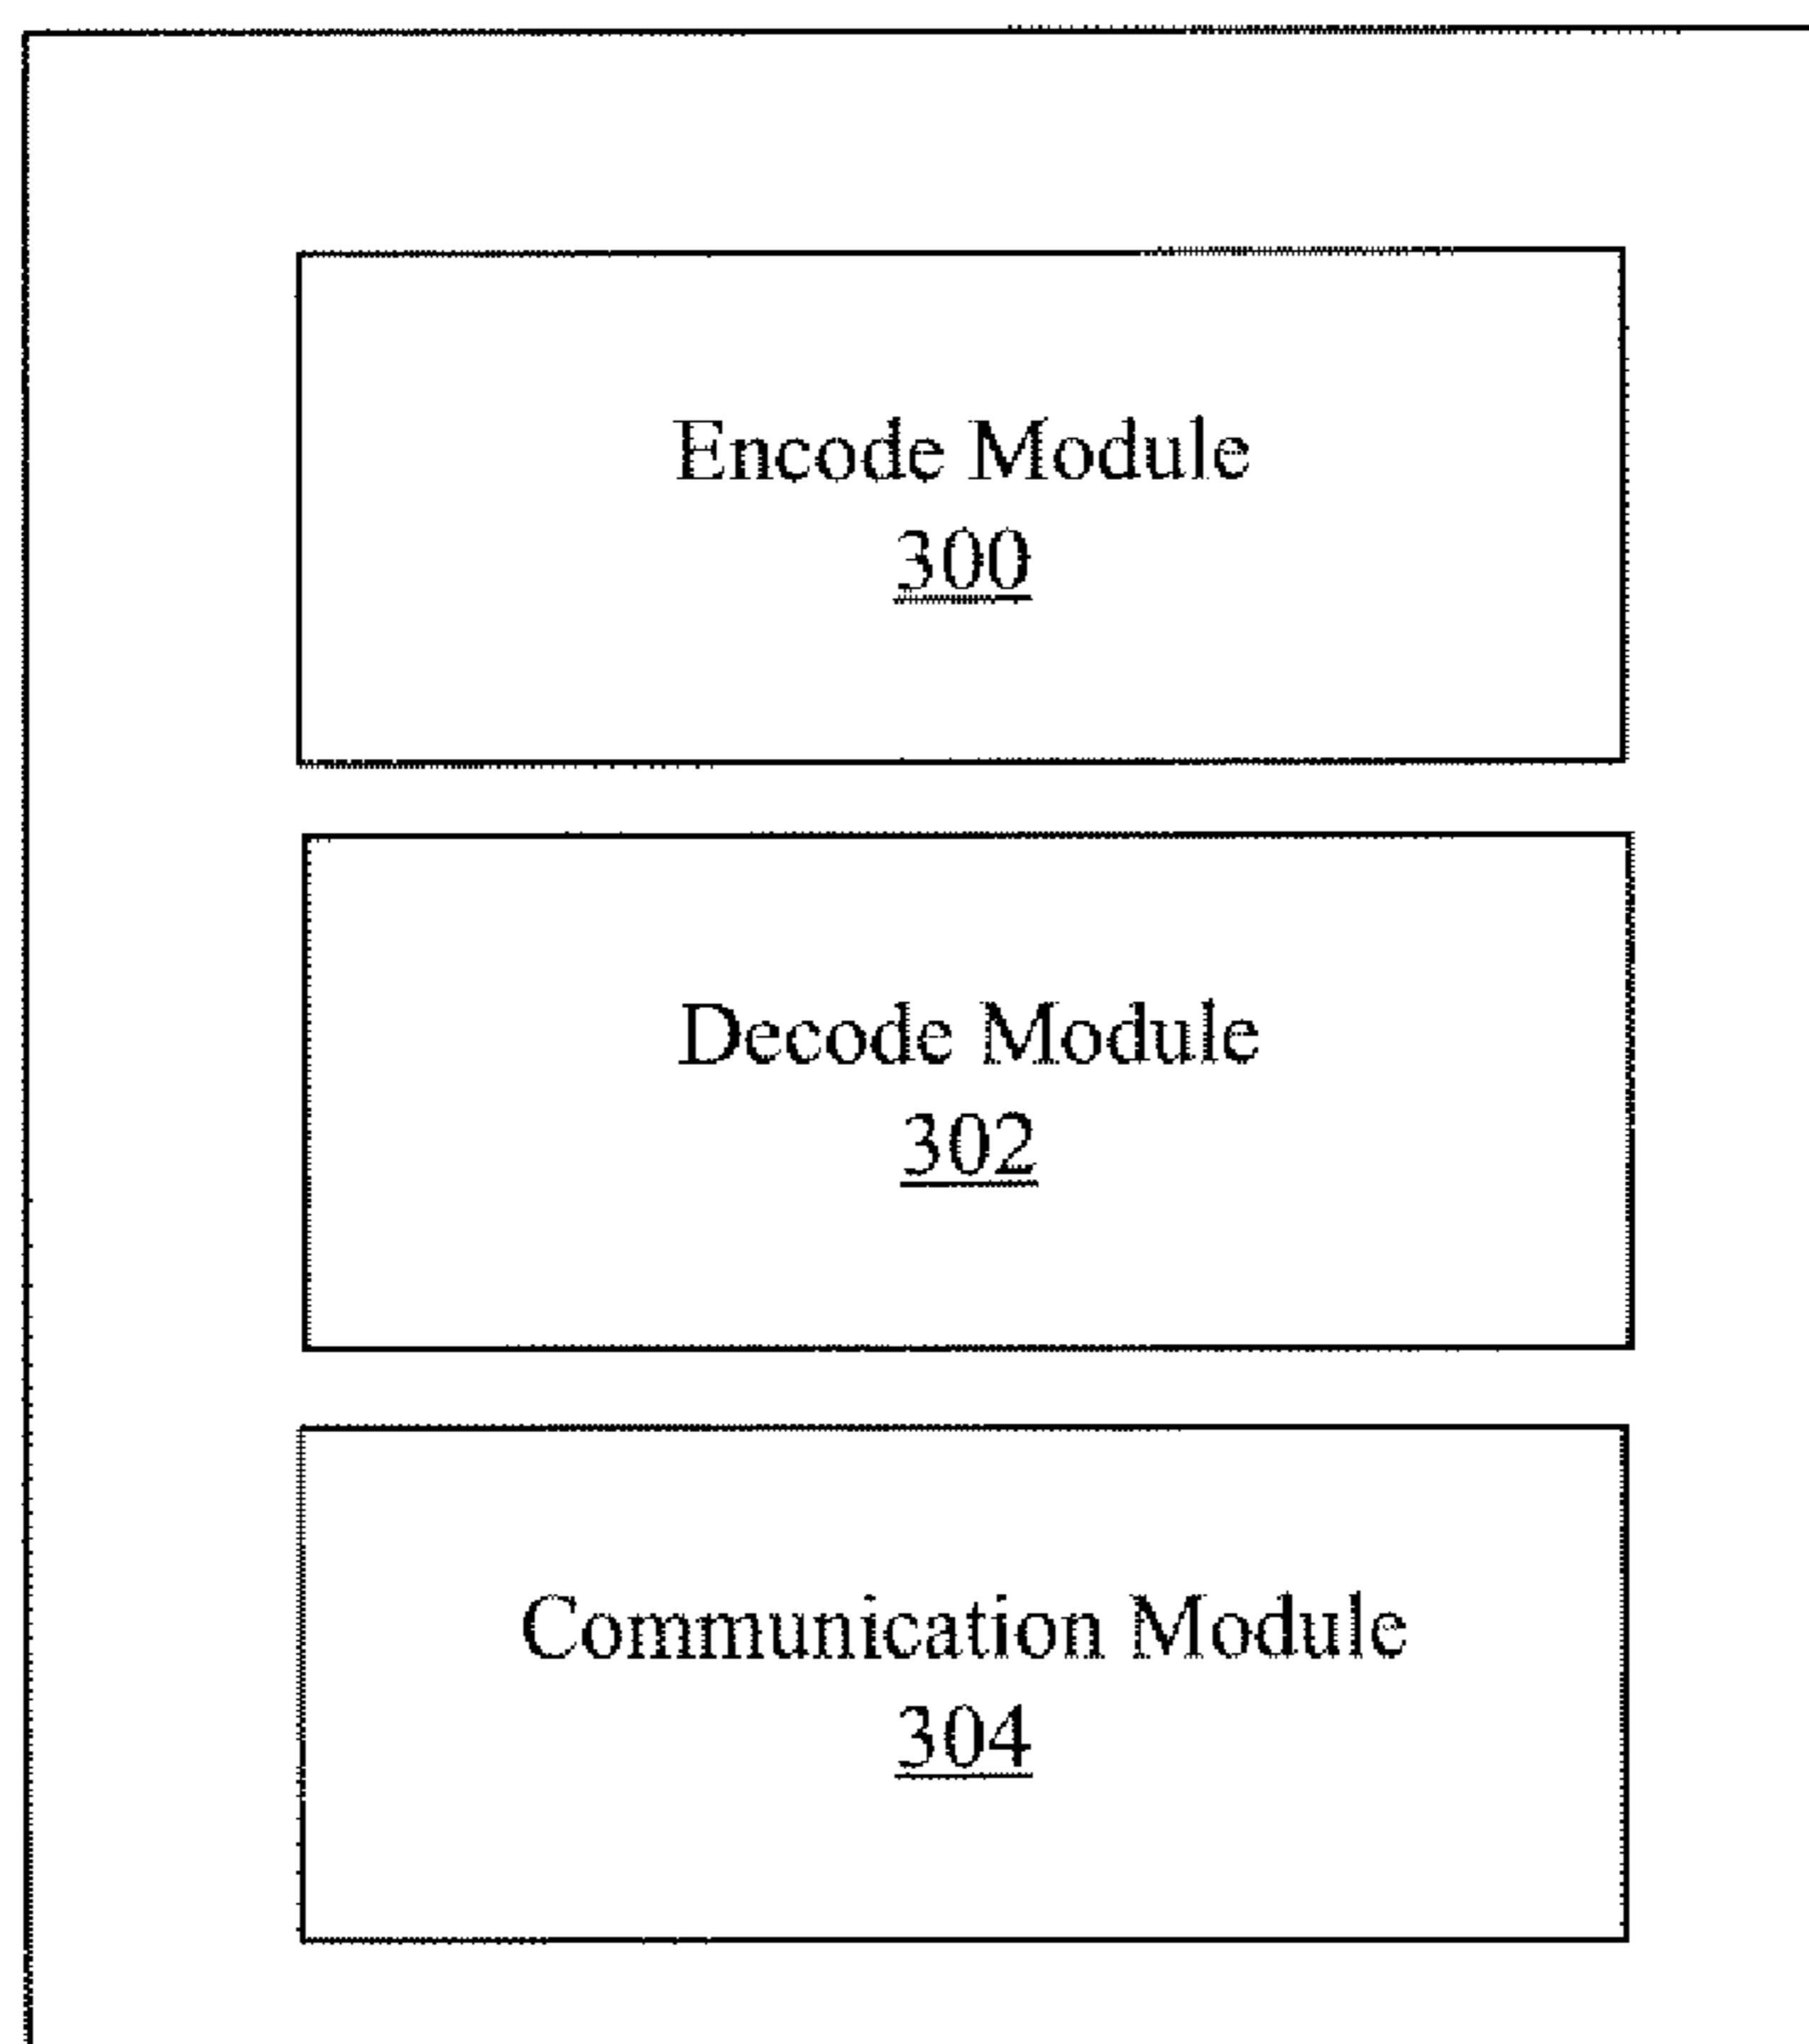 Encode Module
300
Decode Module
302
Communication Module
304